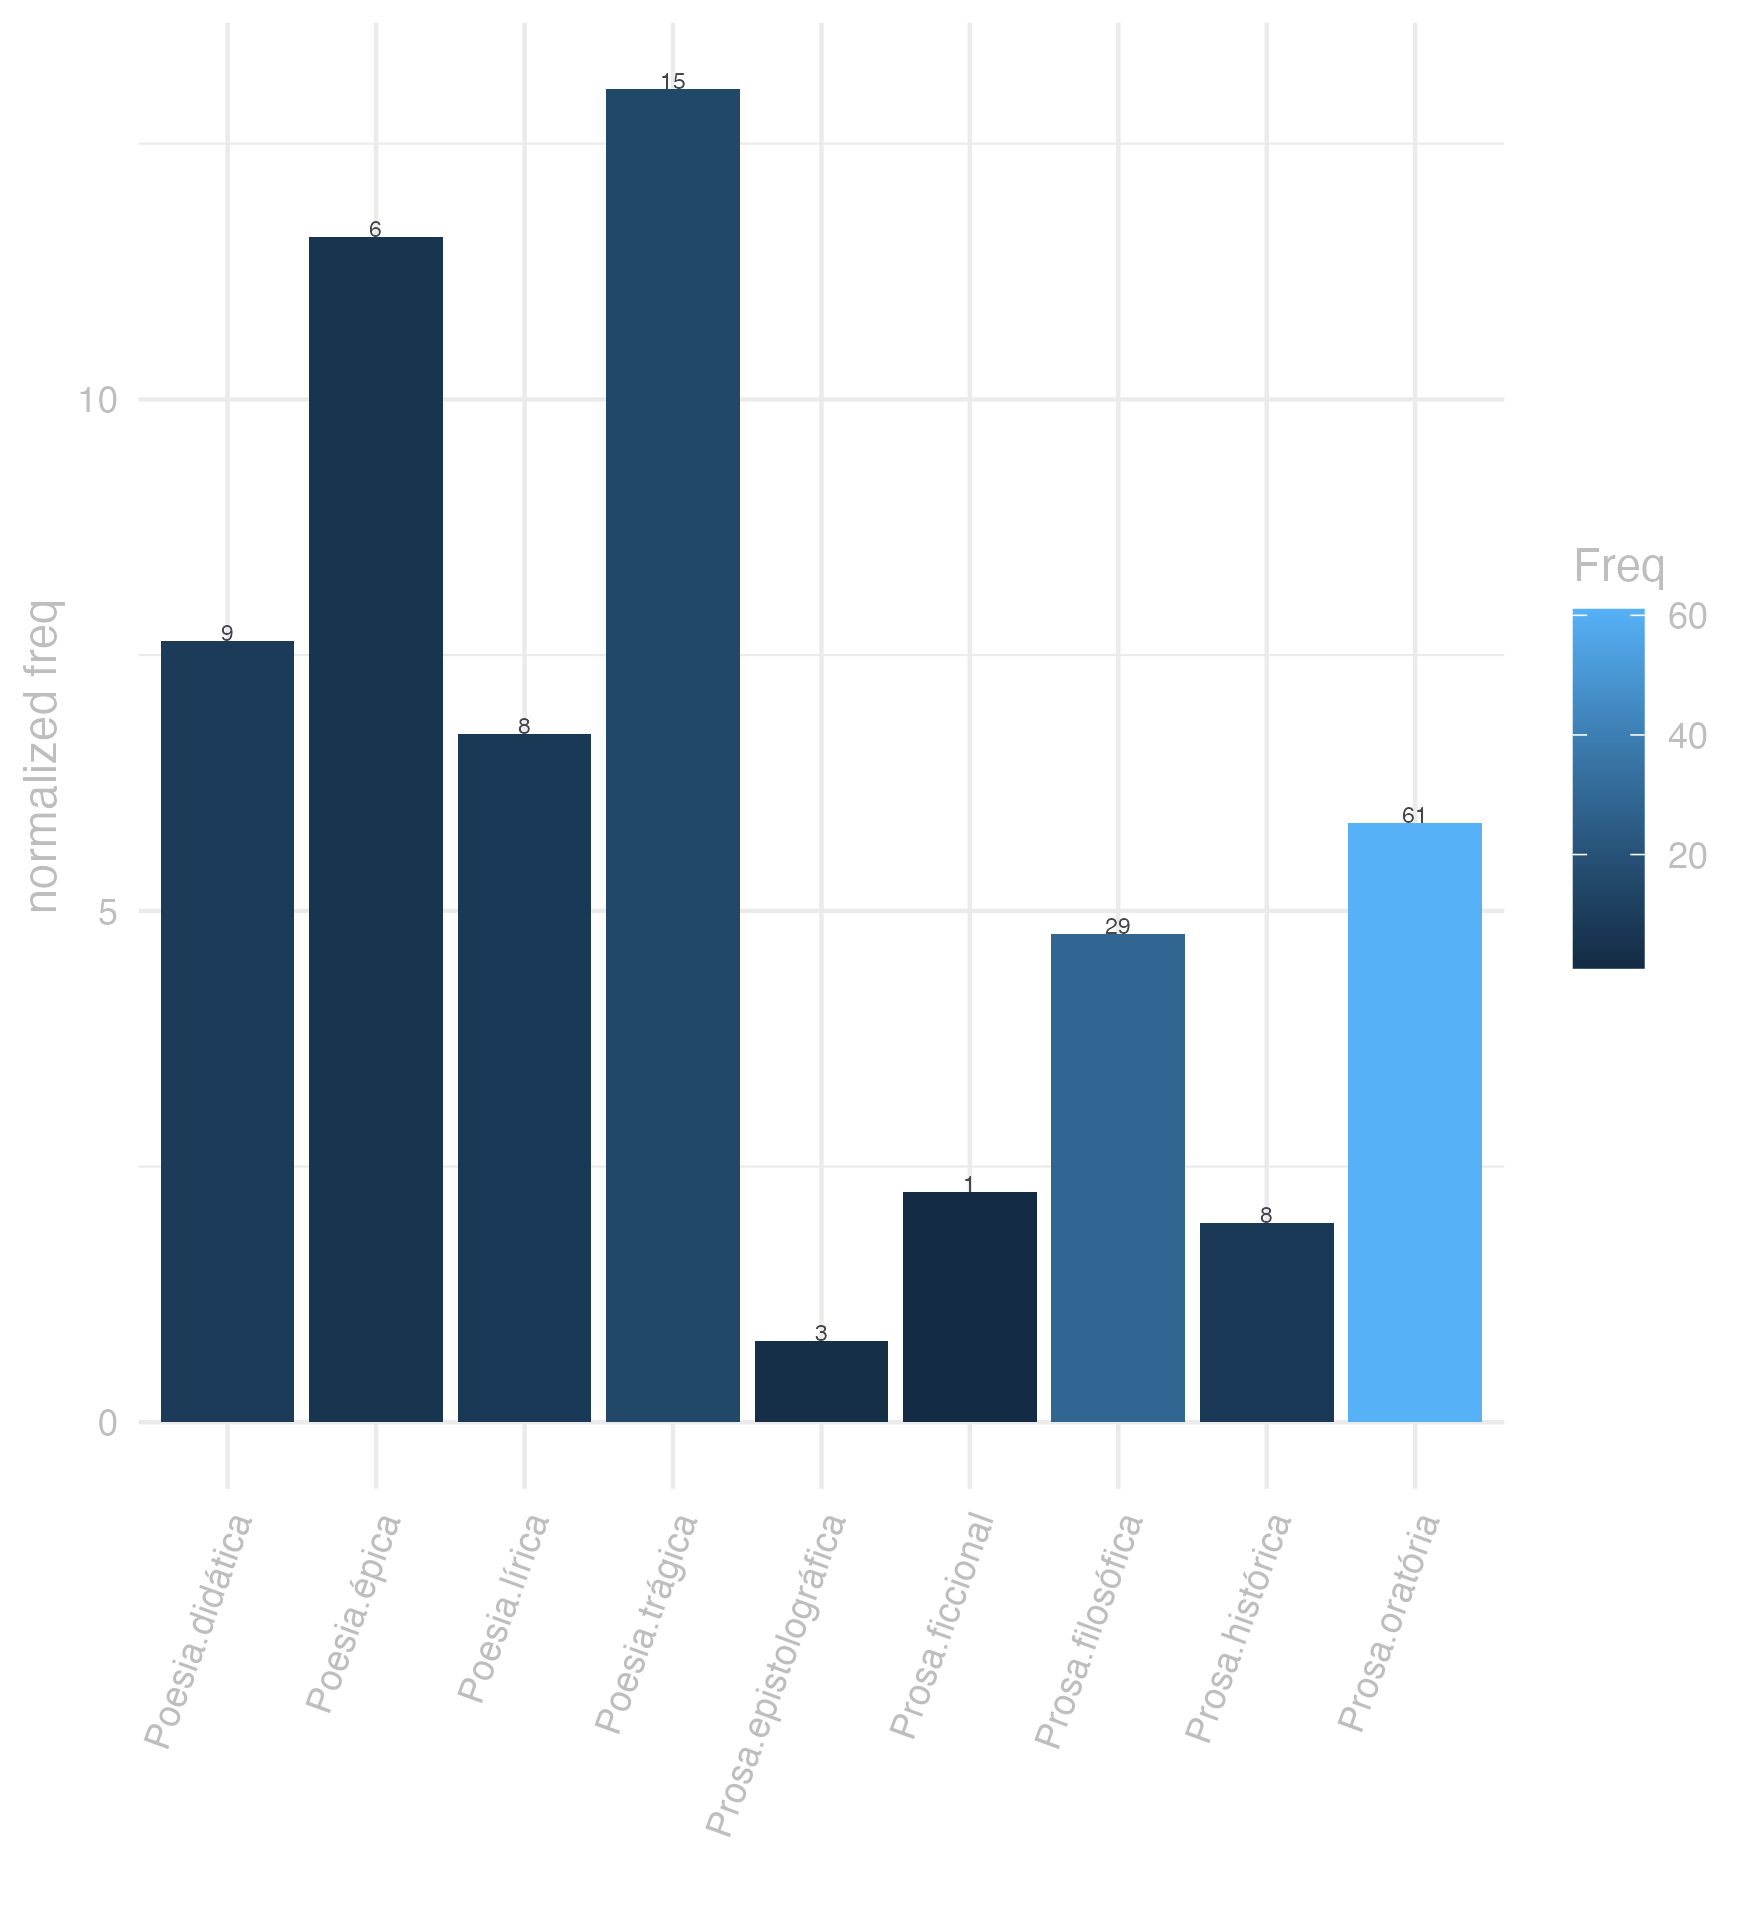 15
6
9
8
61
29
1
8
3
10
5
0
normalized freq
Poesia.didática
Poesia.épica
Poesia.lírica
Poesia.trágica
Prosa.epistolográfica
Prosa.ficcional
Prosa.filosófica
Prosa.histórica
Prosa.oratória
Freq
60
40
20